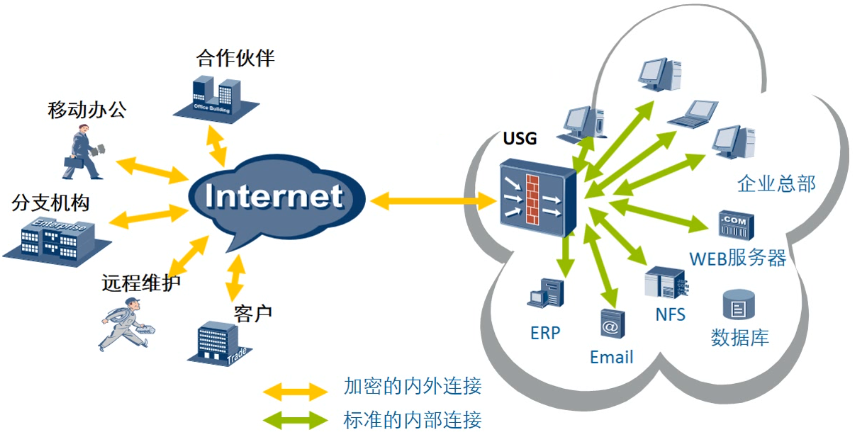 合作伙伴
Office Building
移动办公
分支机构
Enterprise
Internet
远程维护
客户
Trade
USG
企业总部
.COM
WEB服务器
ERP
@
Email
NFS
数据库
加密的内外连接
标准的内部连接